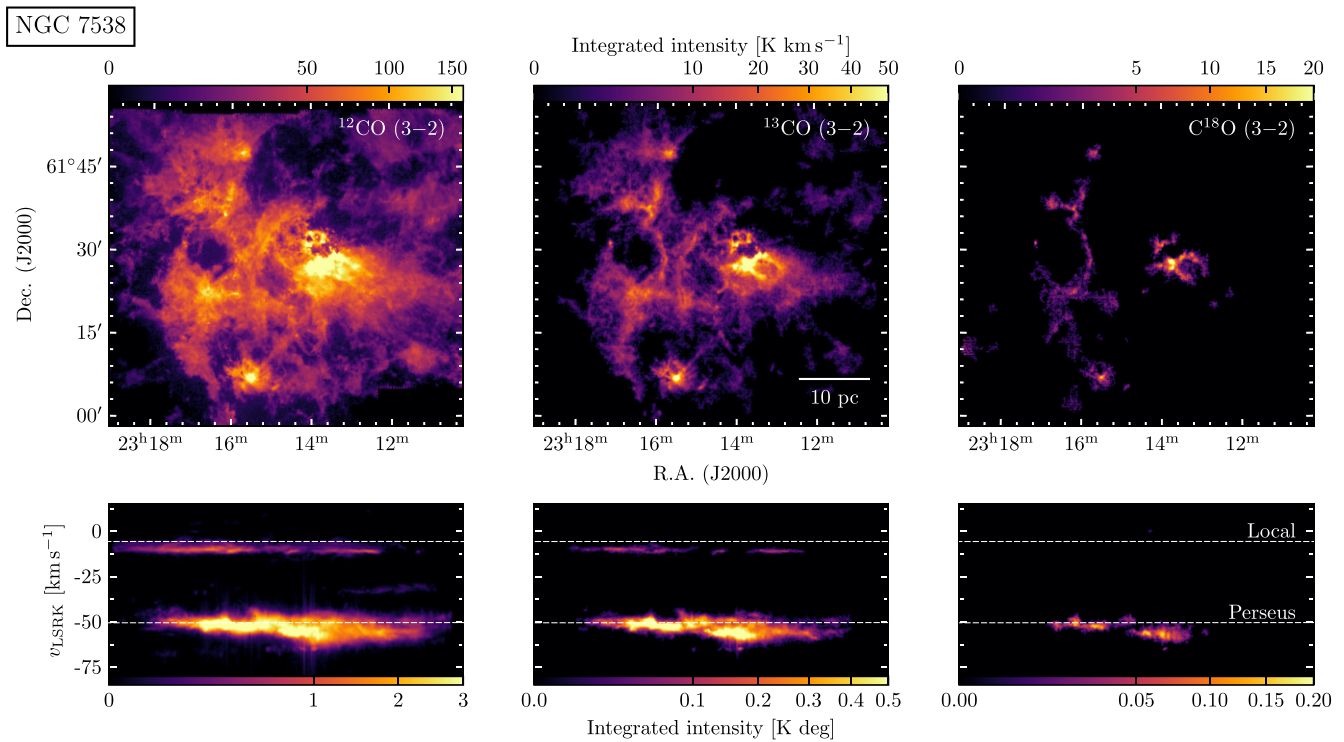 NGC 7538
Integrated intensity [K km s⁻¹]
0 50 100 150
0 10 20 30 40 50
0 5 10 15 20
¹²CO (3−2)
¹³CO (3−2)
C¹⁸O (3−2)
Dec. (J2000)
61°45′
30′
15′
00′
10 pc
23ʰ18ᵐ 16ᵐ 14ᵐ 12ᵐ
23ʰ18ᵐ 16ᵐ 14ᵐ 12ᵐ
23ʰ18ᵐ 16ᵐ 14ᵐ 12ᵐ
R.A. (J2000)
v_LSRK [km s⁻¹]
0
-25
-50
-75
Local
Perseus
0 1 2 3
0.0 0.1 0.2 0.3 0.4 0.5
0.00 0.05 0.10 0.15 0.20
Integrated intensity [K deg]